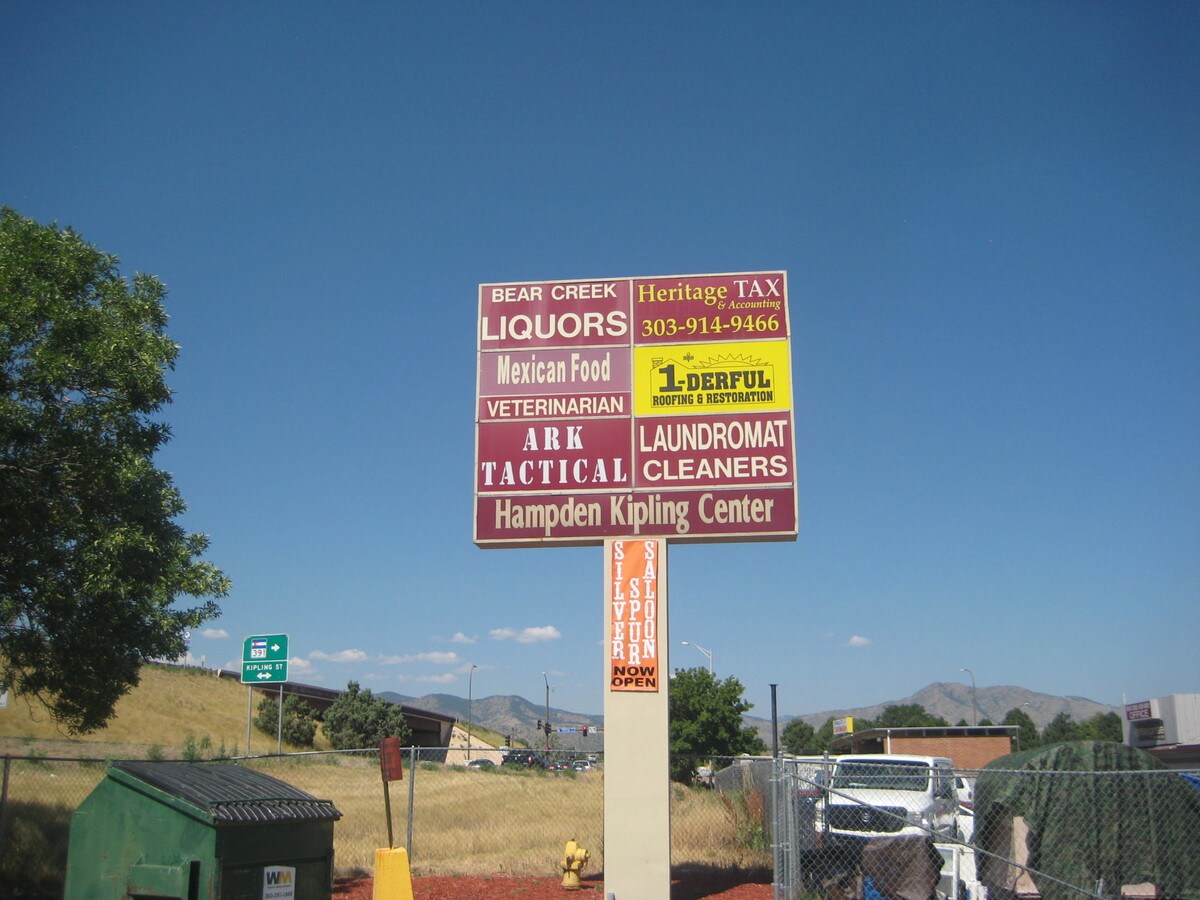 BEAR CREEK
LIQUORS
Heritage TAX
& Accounting
303-914-9466
Mexican Food
1-DERFUL
ROOFING & RESTORATION
VETERINARIAN
ARK
TACTICAL
LAUNDROMAT
CLEANERS
Hampden Kipling Center
SILVER
SPUR
SALOON
NOW
OPEN
391
KIPLING ST
WM